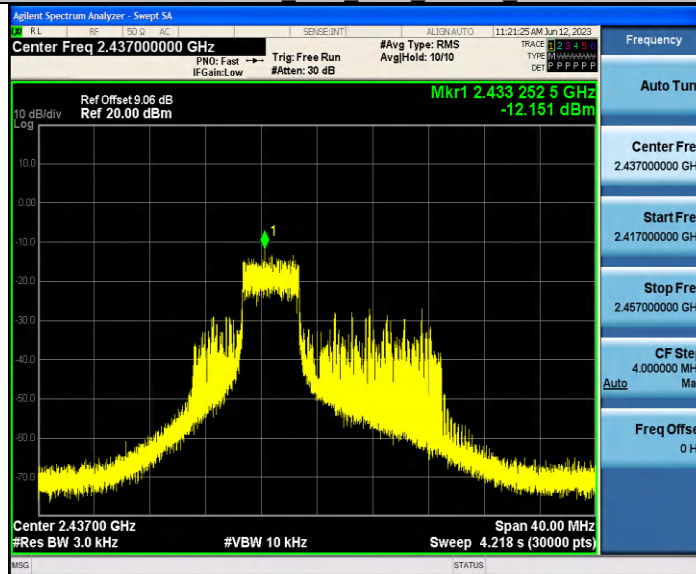 Agilent Spectrum Analyzer - Swept SA
RL RF 50 Ω AC SENSE:INT ALIGN AUTO 11:21:25 AM Jun 12, 2023
Center Freq 2.437000000 GHz
PNO: Fast
IFGain:Low
Trig: Free Run
#Atten: 30 dB
#Avg Type: RMS
Avg|Hold: 10/10
TRACE 1 2 3 4 5 6
TYPE M
DET P P P P P P
Ref Offset 9.06 dB
10 dB/div Ref 20.00 dBm
Log
Mkr1 2.433 252 5 GHz
-12.151 dBm
10.0
0.00
-10.0
-20.0
-30.0
-40.0
-50.0
-60.0
-70.0
1
Center 2.43700 GHz Span 40.00 MHz
#Res BW 3.0 kHz #VBW 10 kHz Sweep 4.218 s (30000 pts)
MSG STATUS
Frequency
Auto Tun
Center Fre
2.437000000 GH
Start Fre
2.417000000 GH
Stop Fre
2.457000000 GH
CF Ste
4.000000 MH
Auto Ma
Freq Offse
0 H